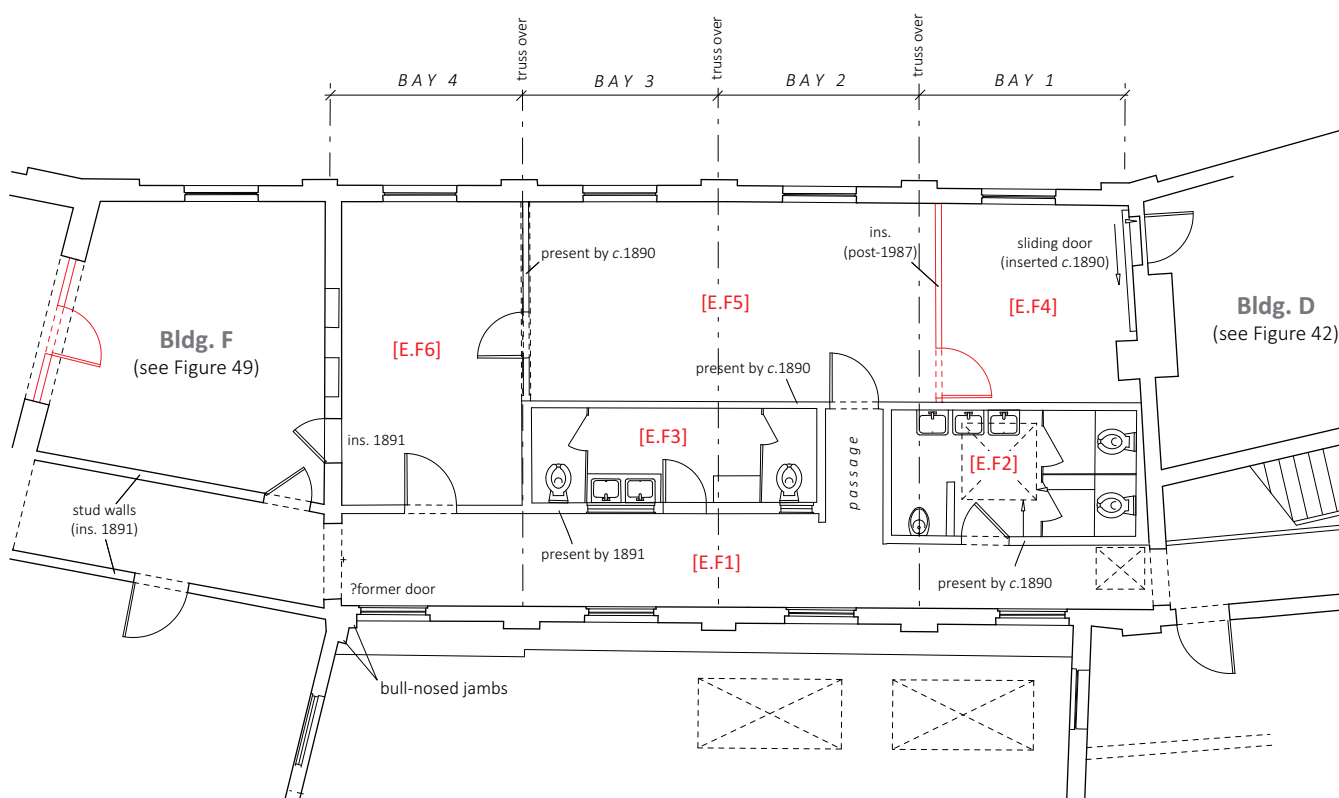 truss over
truss over
truss over
BAY 4
BAY 3
BAY 2
BAY 1
present by c.1890
ins.
(post-1987)
sliding door
(inserted c.1890)
[E.F5]
[E.F4]
Bldg. D
(see Figure 42)
Bldg. F
(see Figure 49)
[E.F6]
present by c.1890
ins. 1891
[E.F3]
passage
[E.F2]
stud walls
(ins. 1891)
present by 1891
[E.F1]
present by c.1890
?former door
bull-nosed jambs